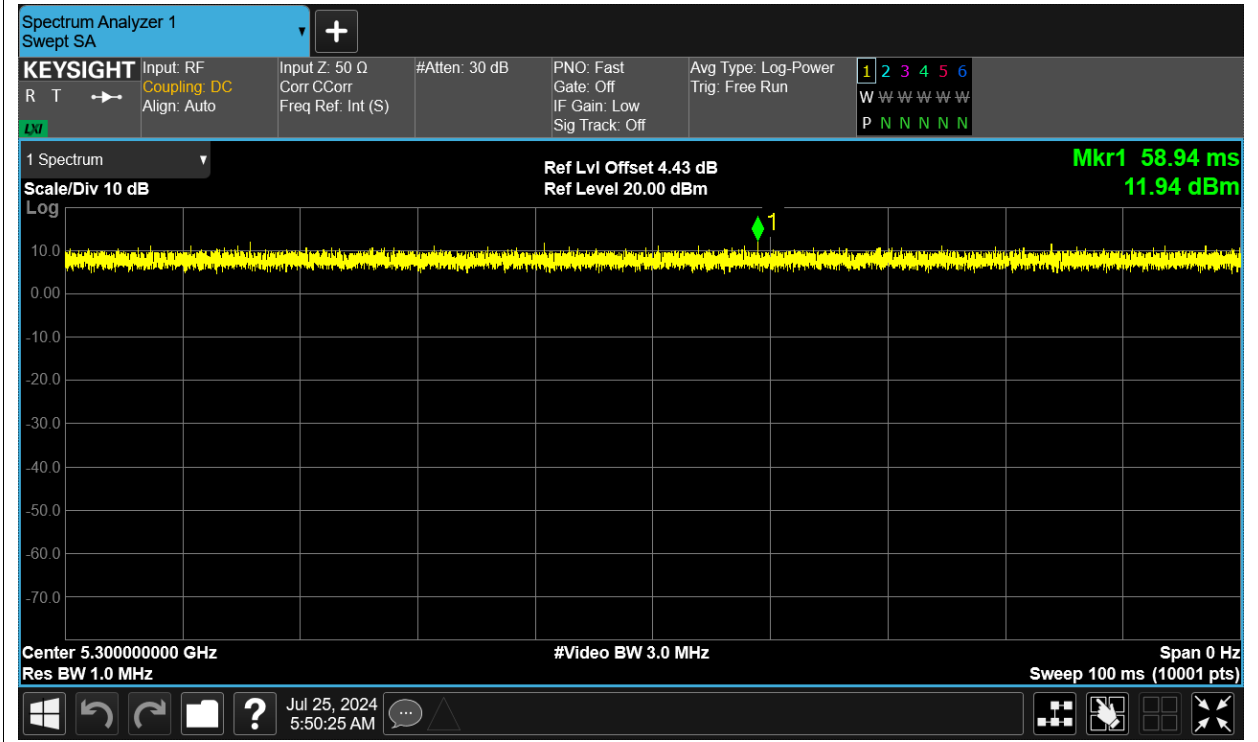 Spectrum Analyzer 1
Swept SA
KEYSIGHT
R T
LXI
Input: RF
Coupling: DC
Align: Auto
Input Z: 50 Ω
Corr CCorr
Freq Ref: Int (S)
#Atten: 30 dB
PNO: Fast
Gate: Off
IF Gain: Low
Sig Track: Off
Avg Type: Log-Power
Trig: Free Run
1 2 3 4 5 6
W W W W W W
P N N N N N
1 Spectrum
Scale/Div 10 dB
Log
Ref Lvl Offset 4.43 dB
Ref Level 20.00 dBm
Mkr1 58.94 ms
11.94 dBm
1
10.0
0.00
-10.0
-20.0
-30.0
-40.0
-50.0
-60.0
-70.0
Center 5.300000000 GHz
Res BW 1.0 MHz
#Video BW 3.0 MHz
Span 0 Hz
Sweep 100 ms (10001 pts)
?
Jul 25, 2024
5:50:25 AM